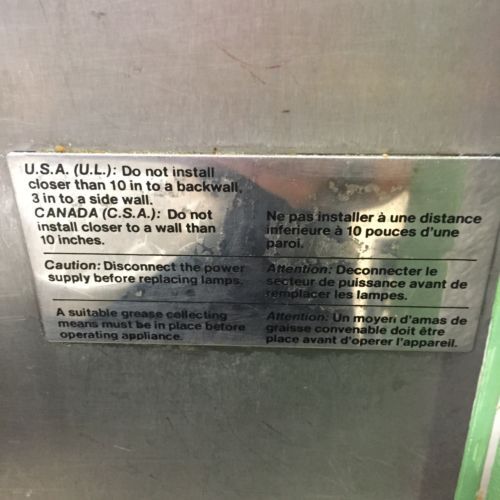 U.S.A. (U.L.): Do not install
closer than 10 in to a backwall,
3 in to a side wall.
CANADA (C.S.A.): Do not
install closer to a wall than
10 inches.
Ne pas installer à une distance
inferieure à 10 pouces d'une
paroi.
Caution: Disconnect the power
supply before replacing lamps.
Attention: Deconnecter le
secteur de puissance avant de
remplacer les lampes.
A suitable grease collecting
means must be in place before
operating appliance.
Attention: Un moyen d'amas de
graisse convenable doit être
place avant d'operer l'appareil.